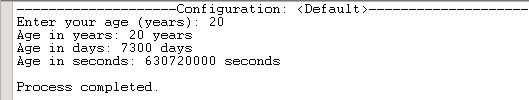 --------------------Configuration: <Default>--------------------
Enter your age (years): 20
Age in years: 20 years
Age in days: 7300 days
Age in seconds: 630720000 seconds
Process completed.